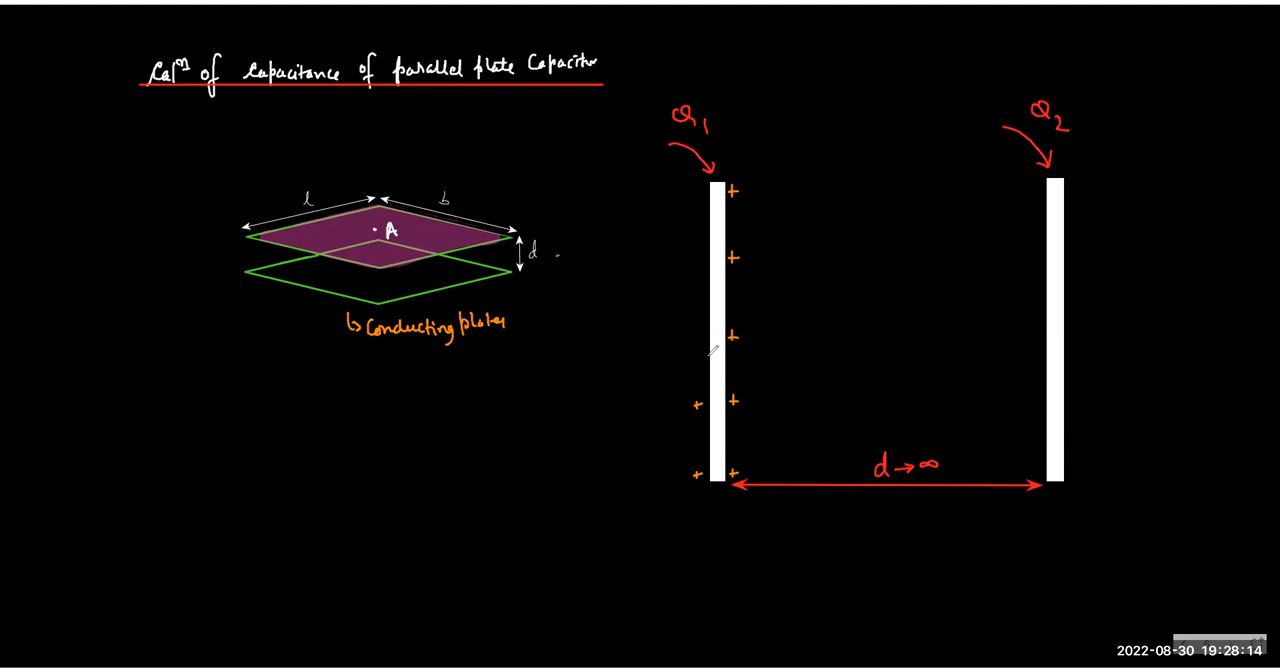 Calⁿ of Capacitance of parallel plate Capacitor
Q₁
Q₂
l
b
A
d
↳ Conducting plates
+
+
+
+ +
+ +
d → ∞
2022-08-30 19:28:14